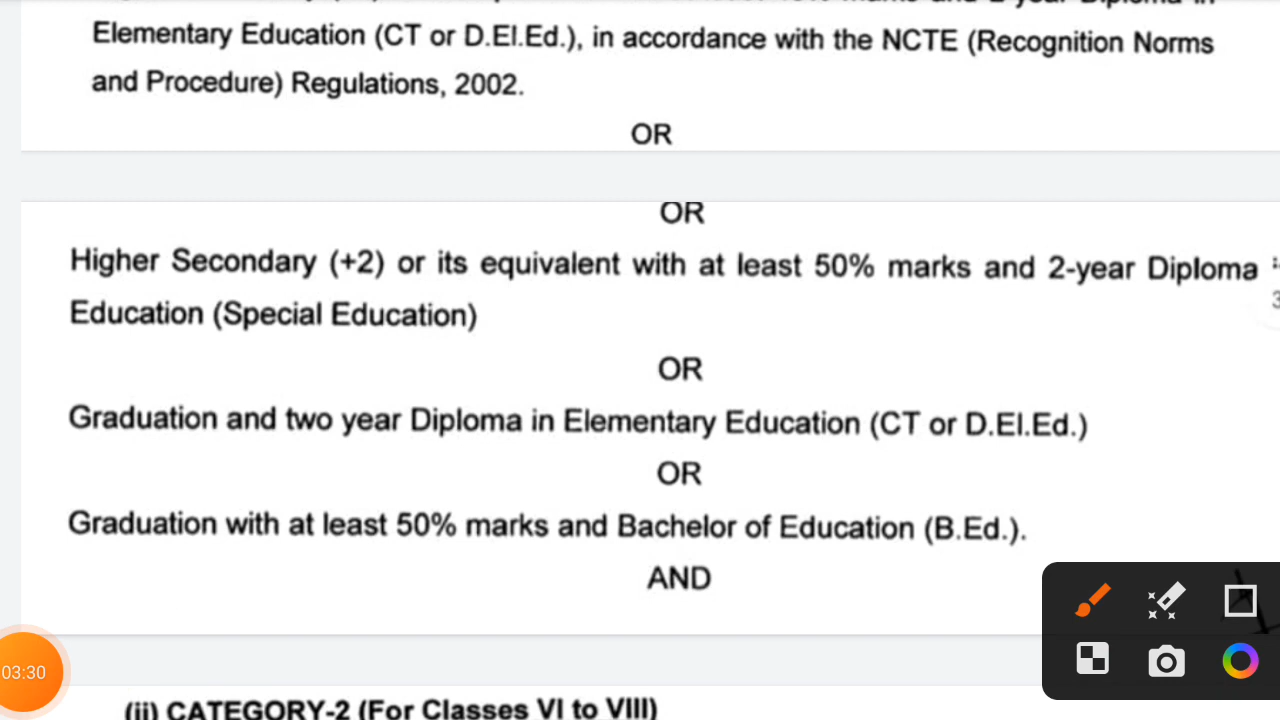 Elementary Education (CT or D.El.Ed.), in accordance with the NCTE (Recognition Norms
and Procedure) Regulations, 2002.
OR
OR
Higher Secondary (+2) or its equivalent with at least 50% marks and 2-year Diploma
Education (Special Education)
OR
Graduation and two year Diploma in Elementary Education (CT or D.El.Ed.)
OR
Graduation with at least 50% marks and Bachelor of Education (B.Ed.).
AND
03:30
(ii) CATEGORY-2 (For Classes VI to VIII)